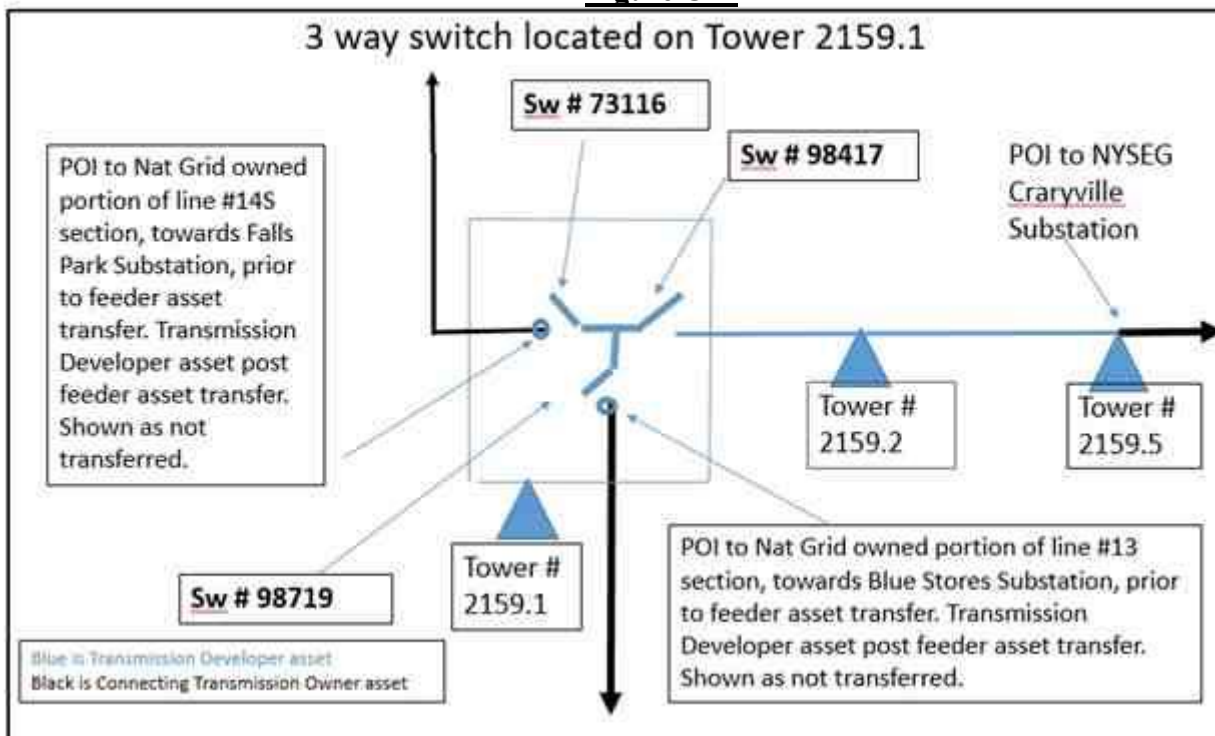 3 way switch located on Tower 2159.1
Sw # 73116
Sw # 98417
POI to NYSEG
Craryville
Substation
POI to Nat Grid owned
portion of line #14S
section, towards Falls
Park Substation, prior
to feeder asset
transfer. Transmission
Developer asset post
feeder asset transfer.
Shown as not
transferred.
Tower #
2159.2
Tower #
2159.5
Tower #
2159.1
Sw # 98719
POI to Nat Grid owned portion of line #13
section, towards Blue Stores Substation, prior
to feeder asset transfer. Transmission
Developer asset post feeder asset transfer.
Shown as not transferred.
Blue is Transmission Developer asset
Black is Connecting Transmission Owner asset